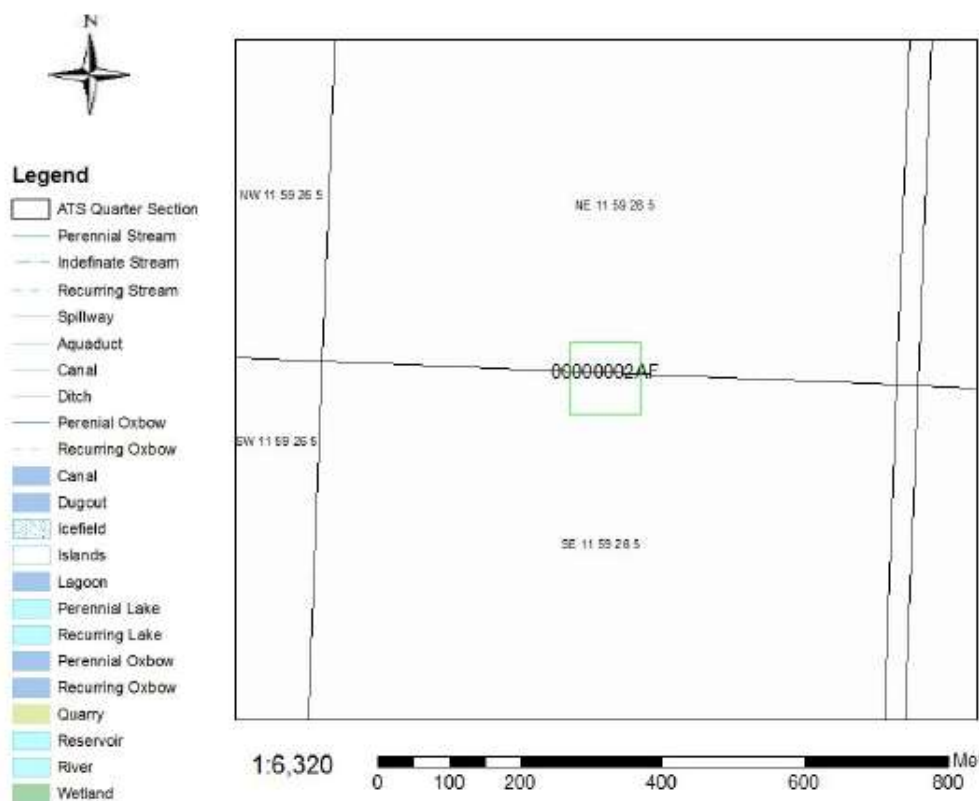 N
Legend
ATS Quarter Section
Perennial Stream
Indefinate Stream
Recurring Stream
Spillway
Aquaduct
Canal
Ditch
Perenial Oxbow
Recurring Oxbow
Canal
Dugout
Icefield
Islands
Lagoon
Perennial Lake
Recurring Lake
Perennial Oxbow
Recurring Oxbow
Quarry
Reservoir
River
Wetland
NW 11 59 26 5
NE 11 59 26 5
00000002AF
SW 11 59 26 5
SE 11 59 26 5
1:6,320
Me
0 100 200 400 600 800